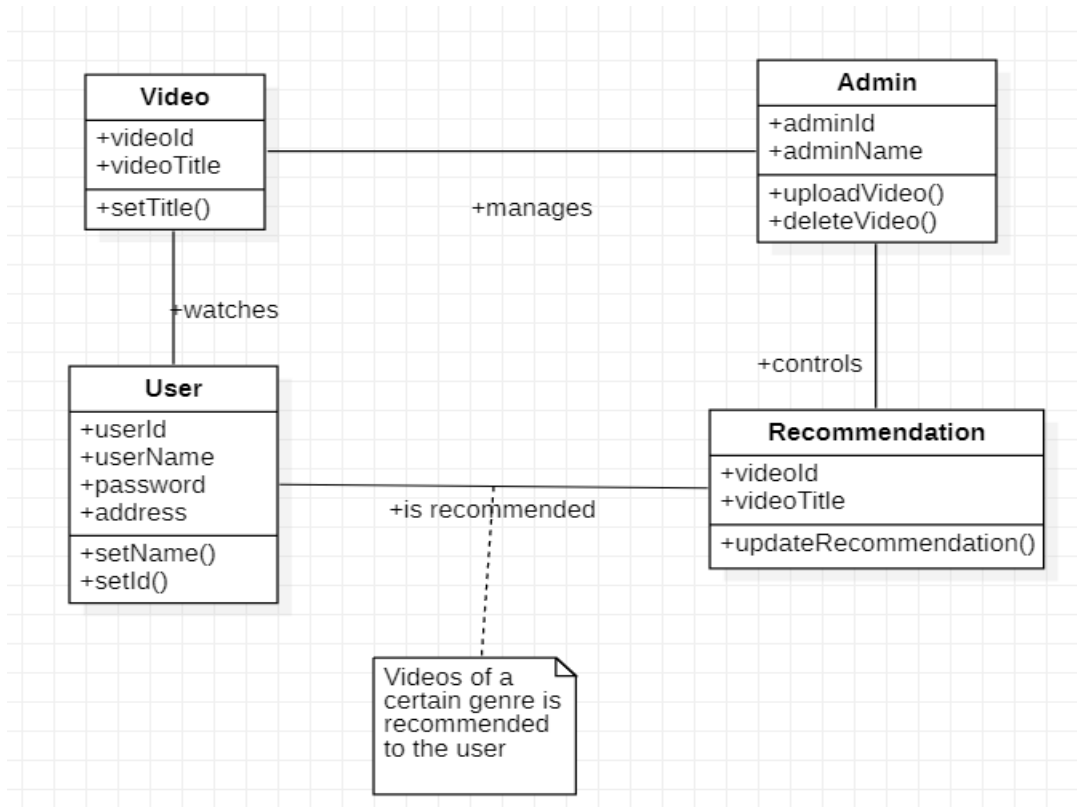 Video
+videoId
+videoTitle
+setTitle()
Admin
+adminId
+adminName
+uploadVideo()
+deleteVideo()
+manages
+watches
+controls
User
+userId
+userName
+password
+address
+setName()
+setId()
+is recommended
Recommendation
+videoId
+videoTitle
+updateRecommendation()
Videos of a
certain genre is
recommended
to the user